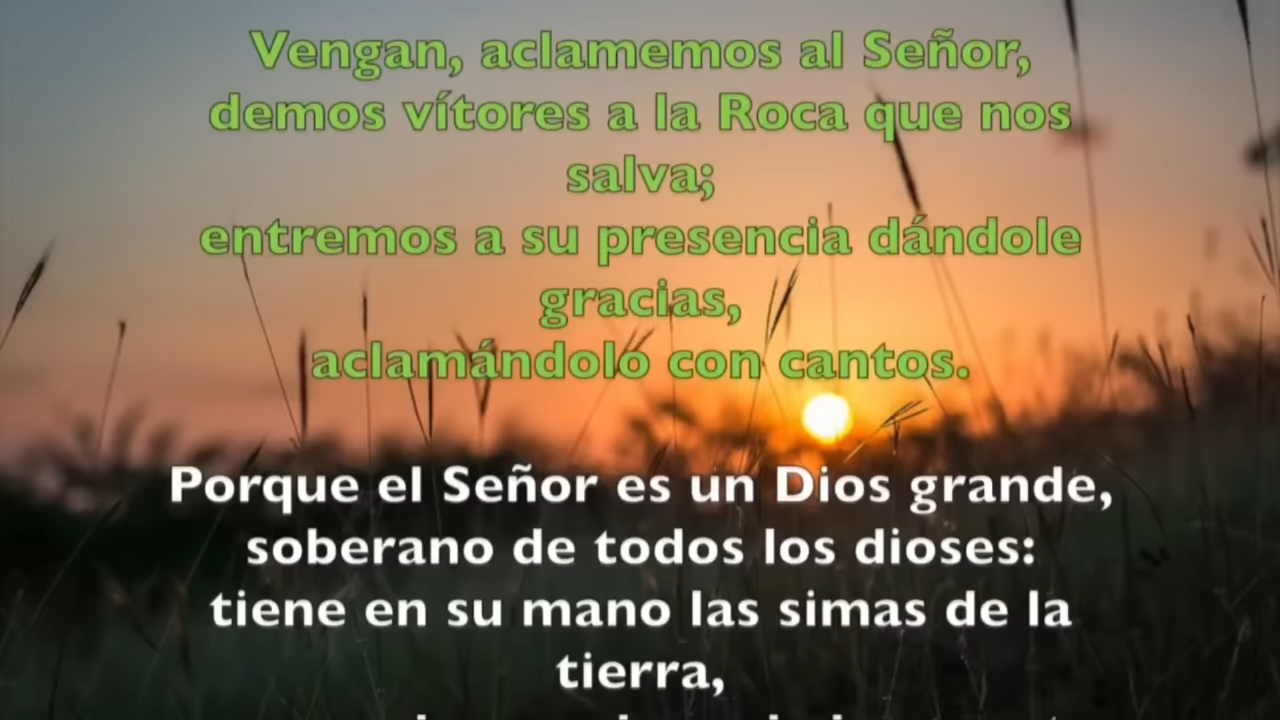 Vengan, aclamemos al Señor,
demos vítores a la Roca que nos
salva;
entremos a su presencia dándole
gracias,
aclamándolo con cantos.
Porque el Señor es un Dios grande,
soberano de todos los dioses:
tiene en su mano las simas de la
tierra,